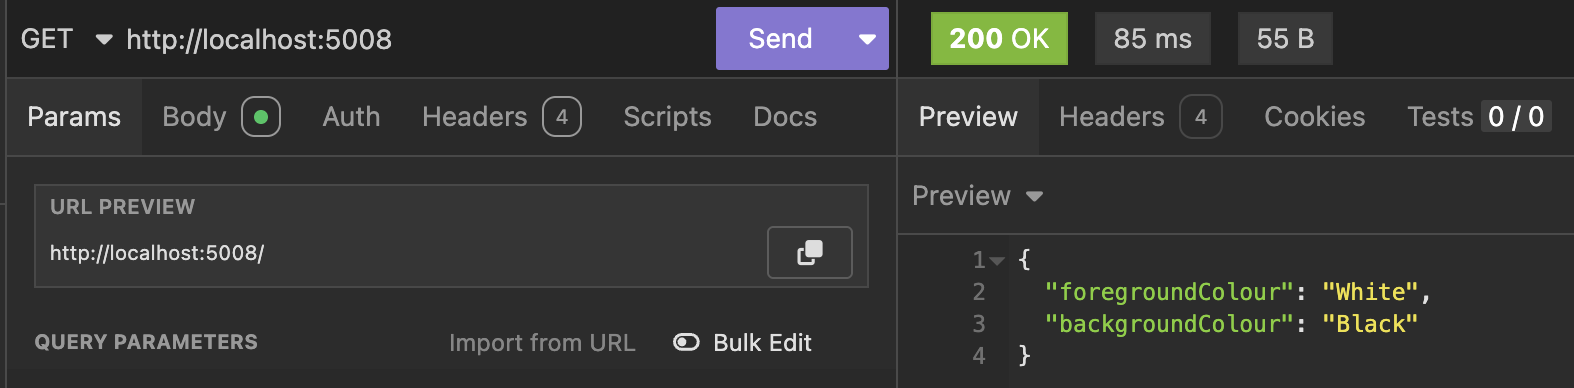 GET http://localhost:5008 Send
200 OK 85 ms 55 B
Params Body Auth Headers 4 Scripts Docs
Preview Headers 4 Cookies Tests 0 / 0
URL PREVIEW
http://localhost:5008/
QUERY PARAMETERS Import from URL Bulk Edit
Preview
1 {
2 "foregroundColour": "White",
3 "backgroundColour": "Black"
4 }